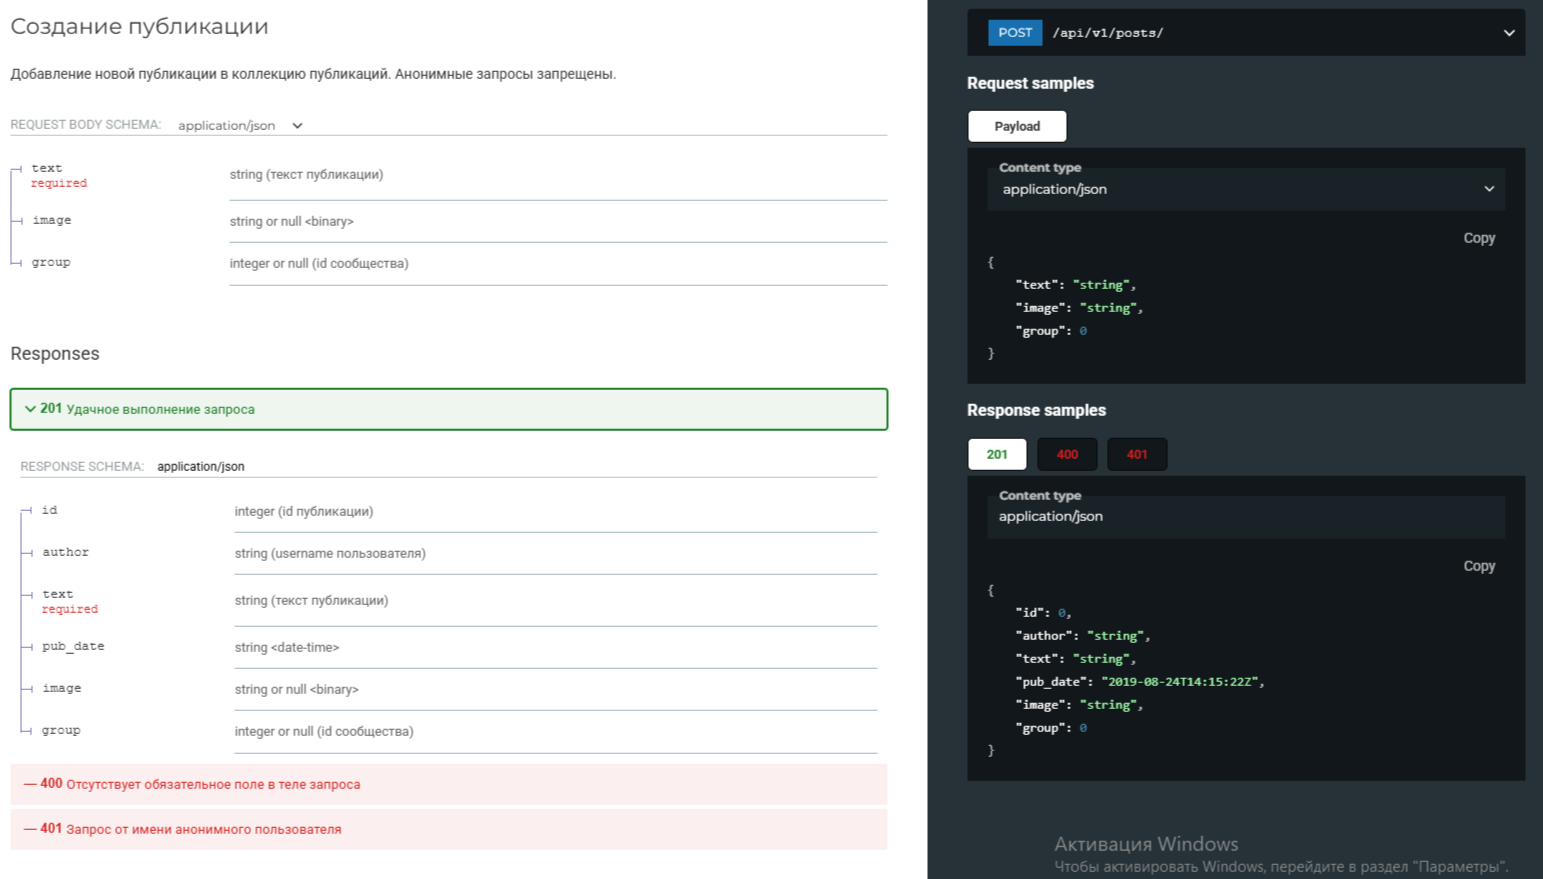 Создание публикации
Добавление новой публикации в коллекцию публикаций. Анонимные запросы запрещены.
REQUEST BODY SCHEMA: application/json
text
required
string (текст публикации)
image
string or null <binary>
group
integer or null (id сообщества)
Responses
201 Удачное выполнение запроса
RESPONSE SCHEMA: application/json
id
integer (id публикации)
author
string (username пользователя)
text
required
string (текст публикации)
pub_date
string <date-time>
image
string or null <binary>
group
integer or null (id сообщества)
— 400 Отсутствует обязательное поле в теле запроса
— 401 Запрос от имени анонимного пользователя
POST /api/v1/posts/
Request samples
Payload
Content type
application/json
Copy
{
"text": "string",
"image": "string",
"group": 0
}
Response samples
201 400 401
Content type
application/json
Copy
{
"id": 0,
"author": "string",
"text": "string",
"pub_date": "2019-08-24T14:15:22Z",
"image": "string",
"group": 0
}
Активация Windows
Чтобы активировать Windows, перейдите в раздел "Параметры".